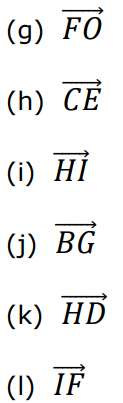 (g) $\overrightarrow{FO}$
(h) $\overrightarrow{CE}$
(i) $\overrightarrow{HI}$
(j) $\overrightarrow{BG}$
(k) $\overrightarrow{HD}$
(l) $\overrightarrow{IF}$